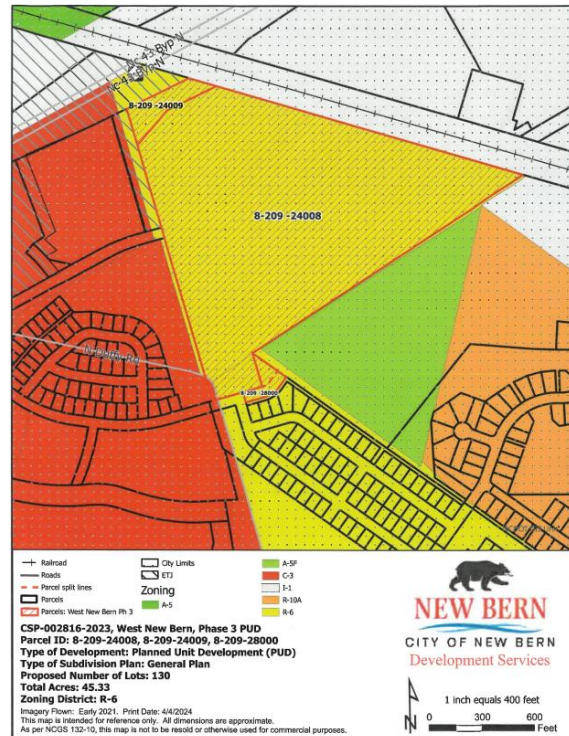 NC-43 Byp N
NC-43 Byp N
8-209 -24009
8-209 -24008
N Duffy Rd
8-209 -28000
Railroad
Roads
Parcel split lines
Parcels
Parcels: West New Bern Ph 3
City Limits
ETJ
Zoning
A-5
A-5F
C-3
I-1
R-10A
R-6
CSP-002816-2023, West New Bern, Phase 3 PUD
Parcel ID: 8-209-24008, 8-209-24009, 8-209-28000
Type of Development: Planned Unit Development (PUD)
Type of Subdivision Plan: General Plan
Proposed Number of Lots: 130
Total Acres: 45.33
Zoning District: R-6
Imagery Flown: Early 2021. Print Date: 4/4/2024
This map is intended for reference only. All dimensions are approximate.
As per NCGS 132-10, this map is not to be resold or otherwise used for commercial purposes.
NEW BERN
CITY OF NEW BERN
Development Services
N
1 inch equals 400 feet
0 300 600
Feet